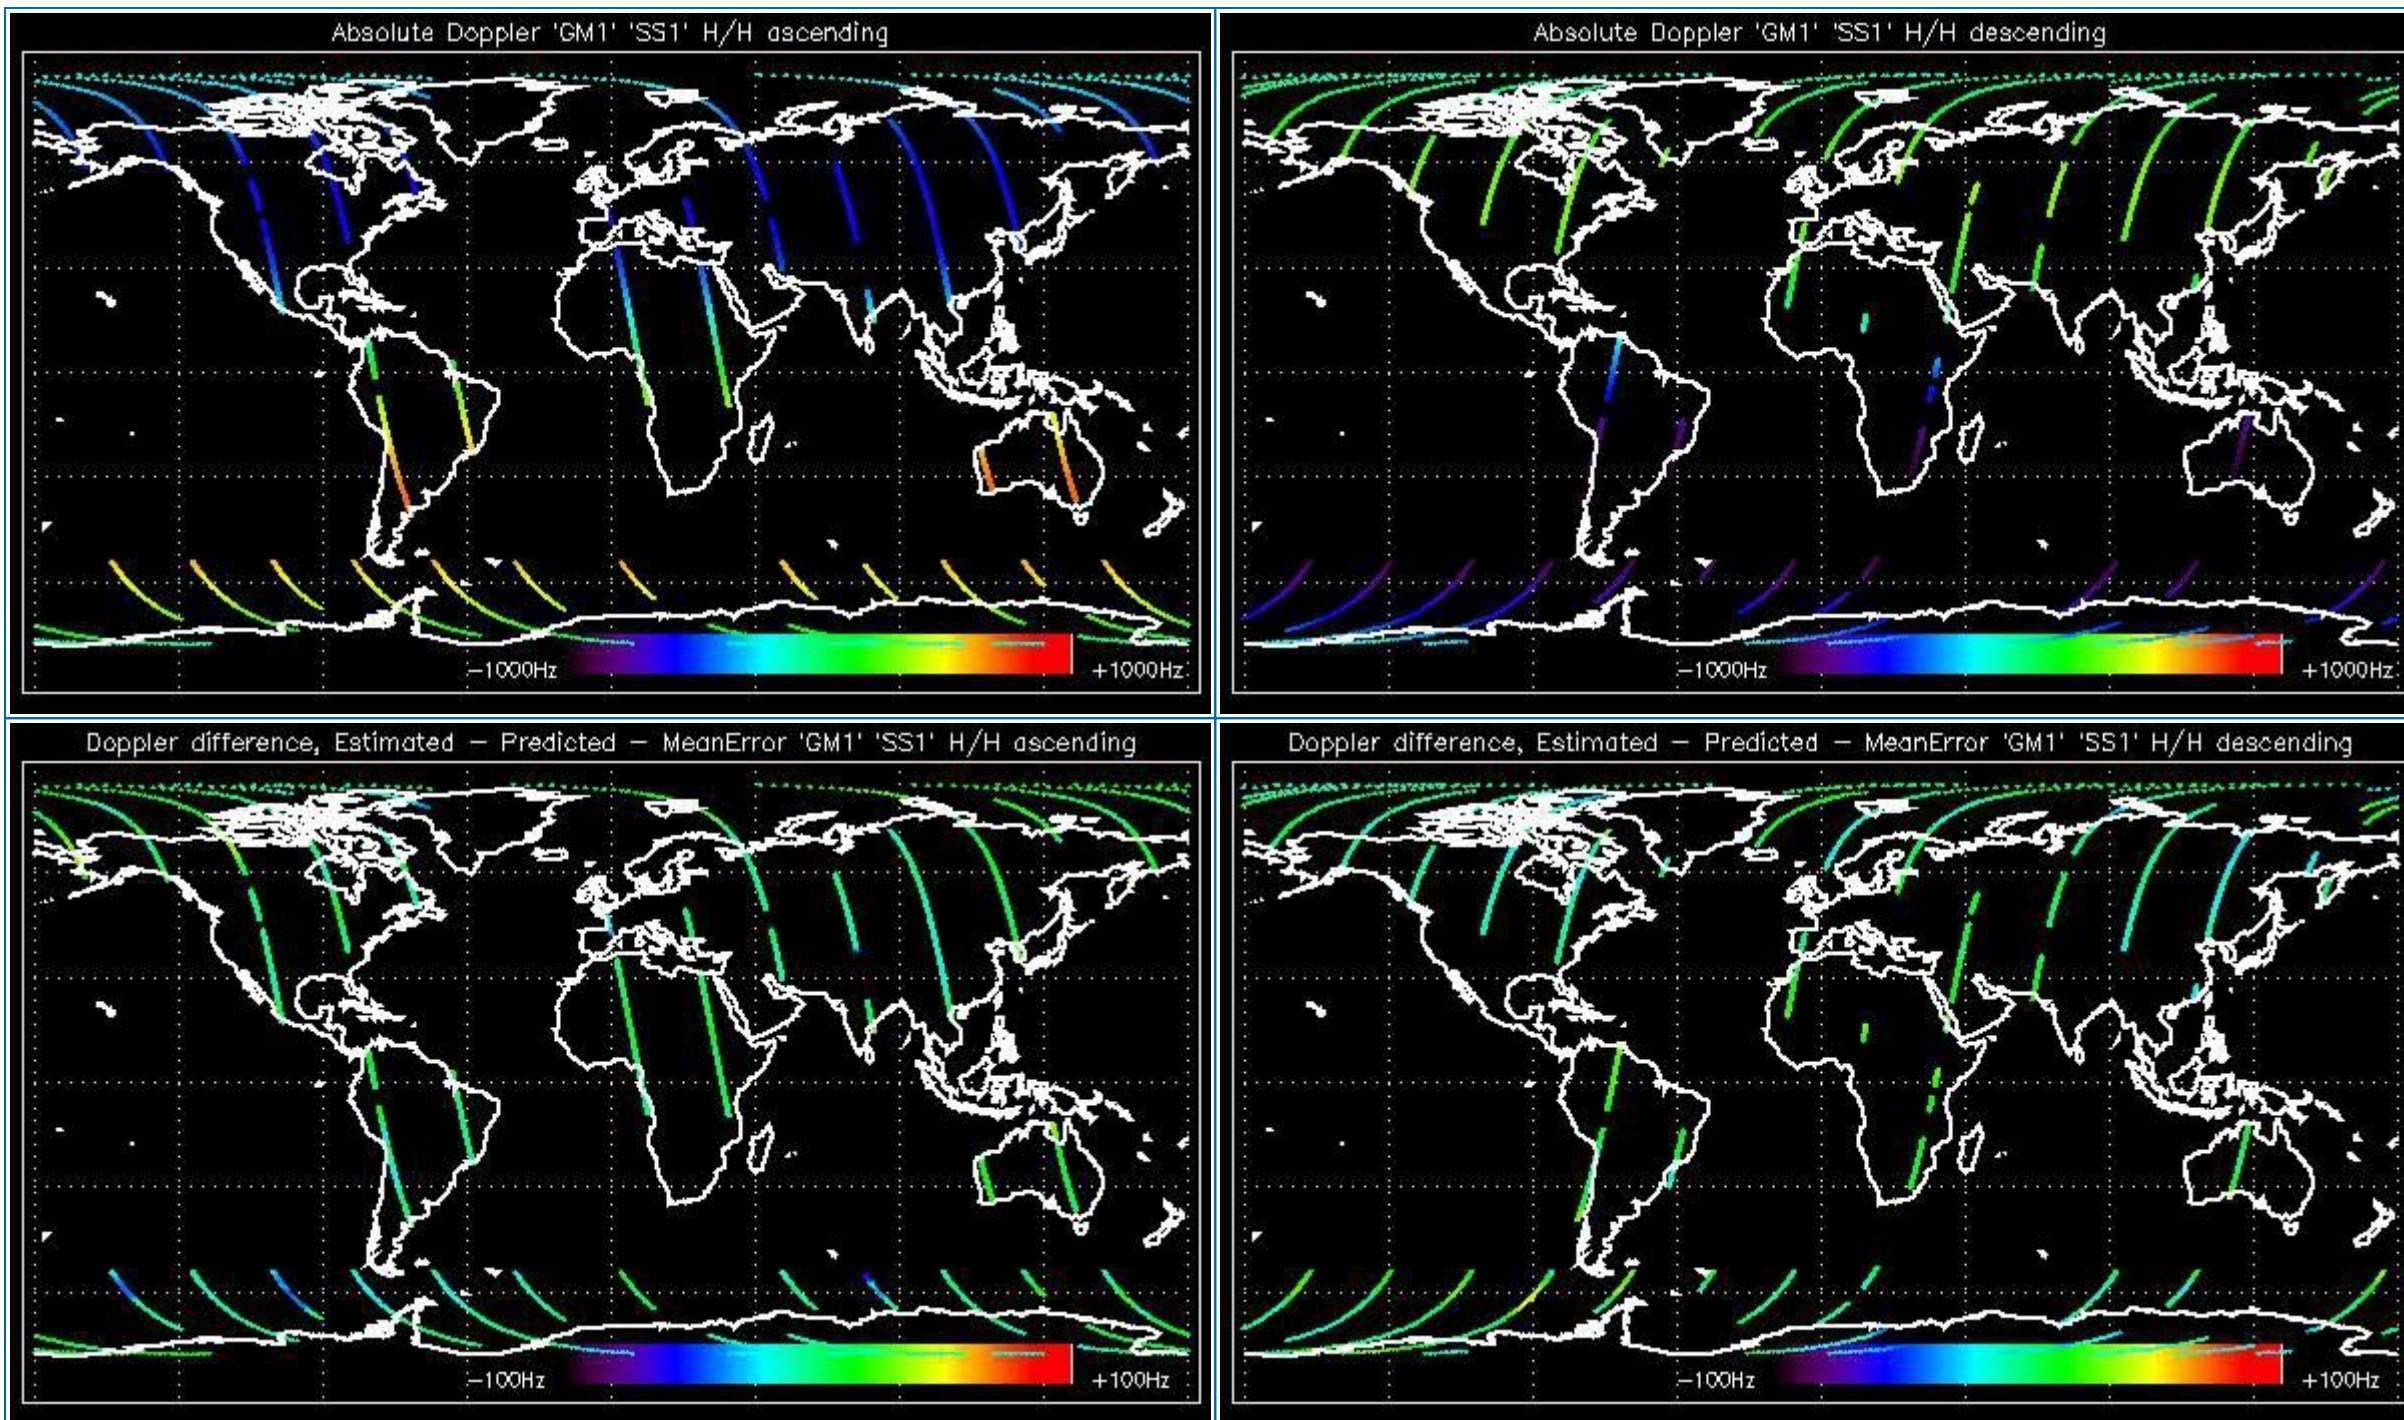 Absolute Doppler 'GM1' 'SS1' H/H ascending
−1000Hz
+1000Hz
Absolute Doppler 'GM1' 'SS1' H/H descending
−1000Hz
+1000Hz
Doppler difference, Estimated − Predicted − MeanError 'GM1' 'SS1' H/H ascending
−100Hz
+100Hz
Doppler difference, Estimated − Predicted − MeanError 'GM1' 'SS1' H/H descending
−100Hz
+100Hz